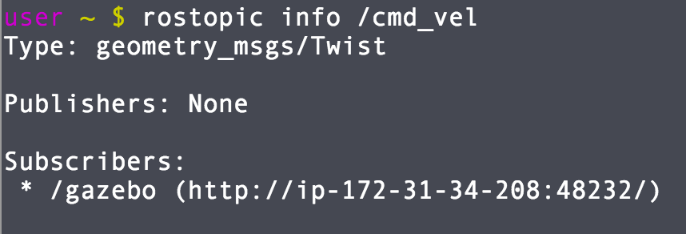 user ~ $ rostopic info /cmd_vel
Type: geometry_msgs/Twist
Publishers: None
Subscribers:
* /gazebo (http://ip-172-31-34-208:48232/)